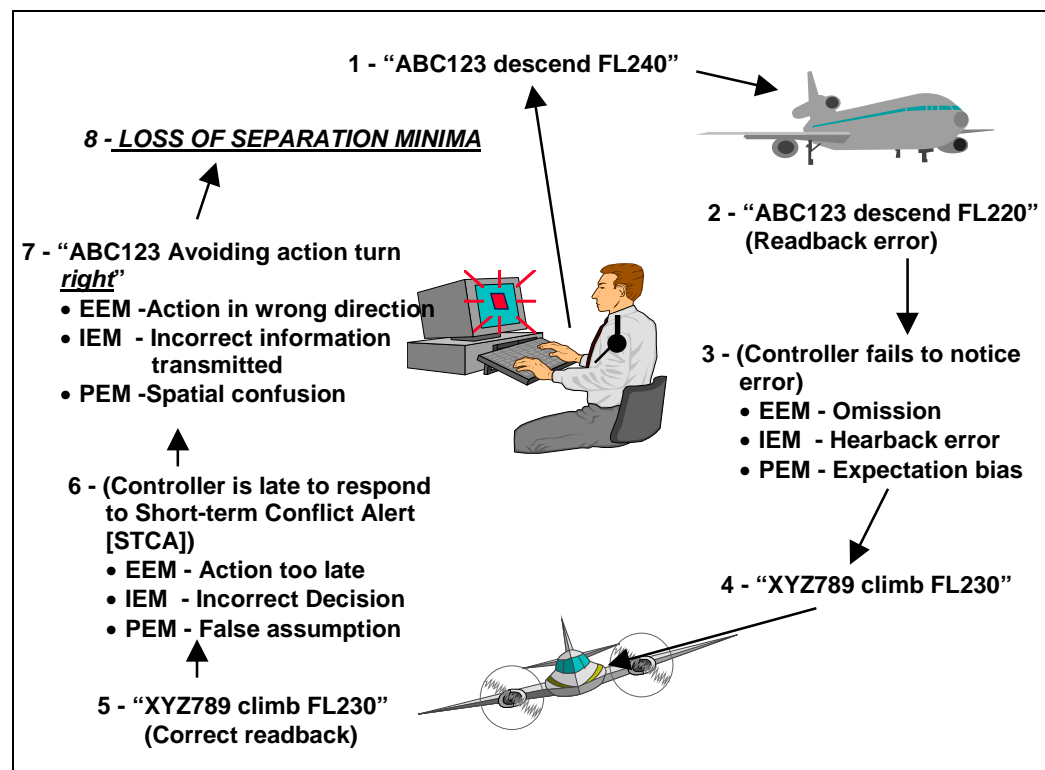 1 - “ABC123 descend FL240”
8 - LOSS OF SEPARATION MINIMA
2 - “ABC123 descend FL220”
(Readback error)
7 - “ABC123 Avoiding action turn
right”
• EEM -Action in wrong direction
• IEM - Incorrect information
transmitted
• PEM -Spatial confusion
3 - (Controller fails to notice
error)
• EEM - Omission
• IEM - Hearback error
• PEM - Expectation bias
6 - (Controller is late to respond
to Short-term Conflict Alert
[STCA])
• EEM - Action too late
• IEM - Incorrect Decision
• PEM - False assumption
4 - “XYZ789 climb FL230”
5 - “XYZ789 climb FL230”
(Correct readback)